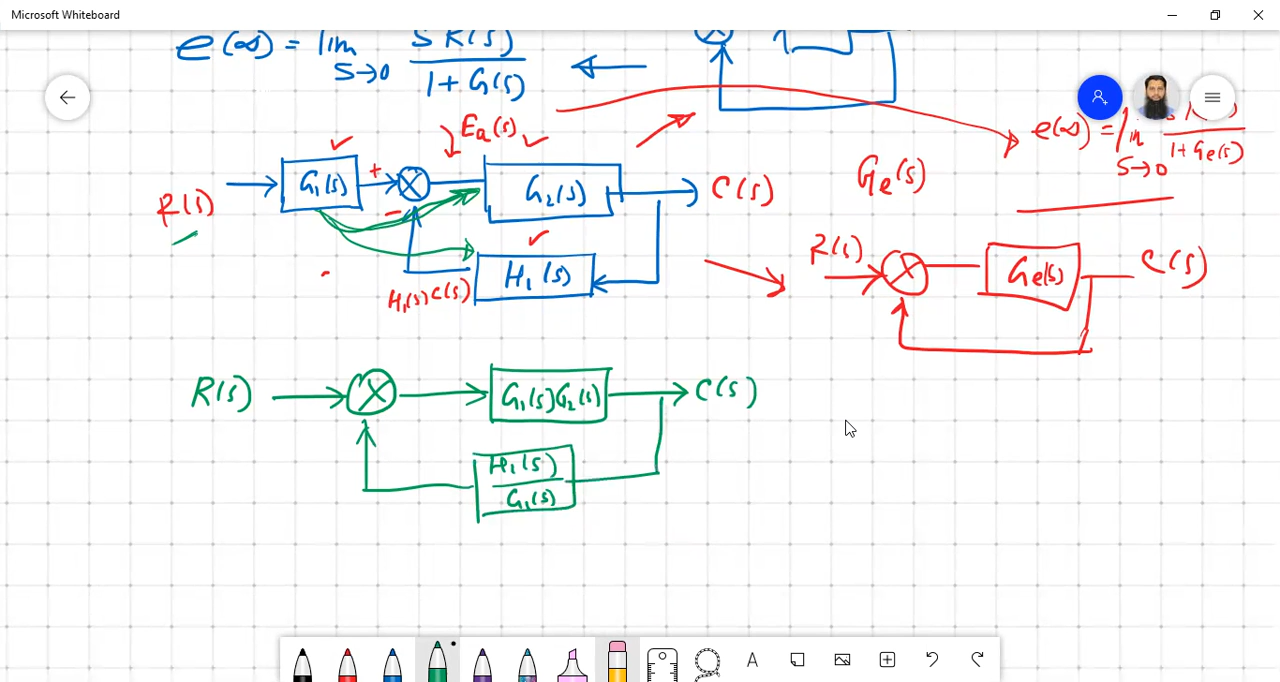 Microsoft Whiteboard
e(∞) = lim S R(s)
S→0 1 + G(s)
Ea(s)
e(∞) = lim
S→0 1 + Ge(s)
R(s) G1(s) + - G2(s) C(s)
Ge(s)
H1(s)C(s) H1(s)
R(s) Ge(s) C(s)
R(s) G1(s)G2(s) C(s)
H1(s)
G1(s)
A